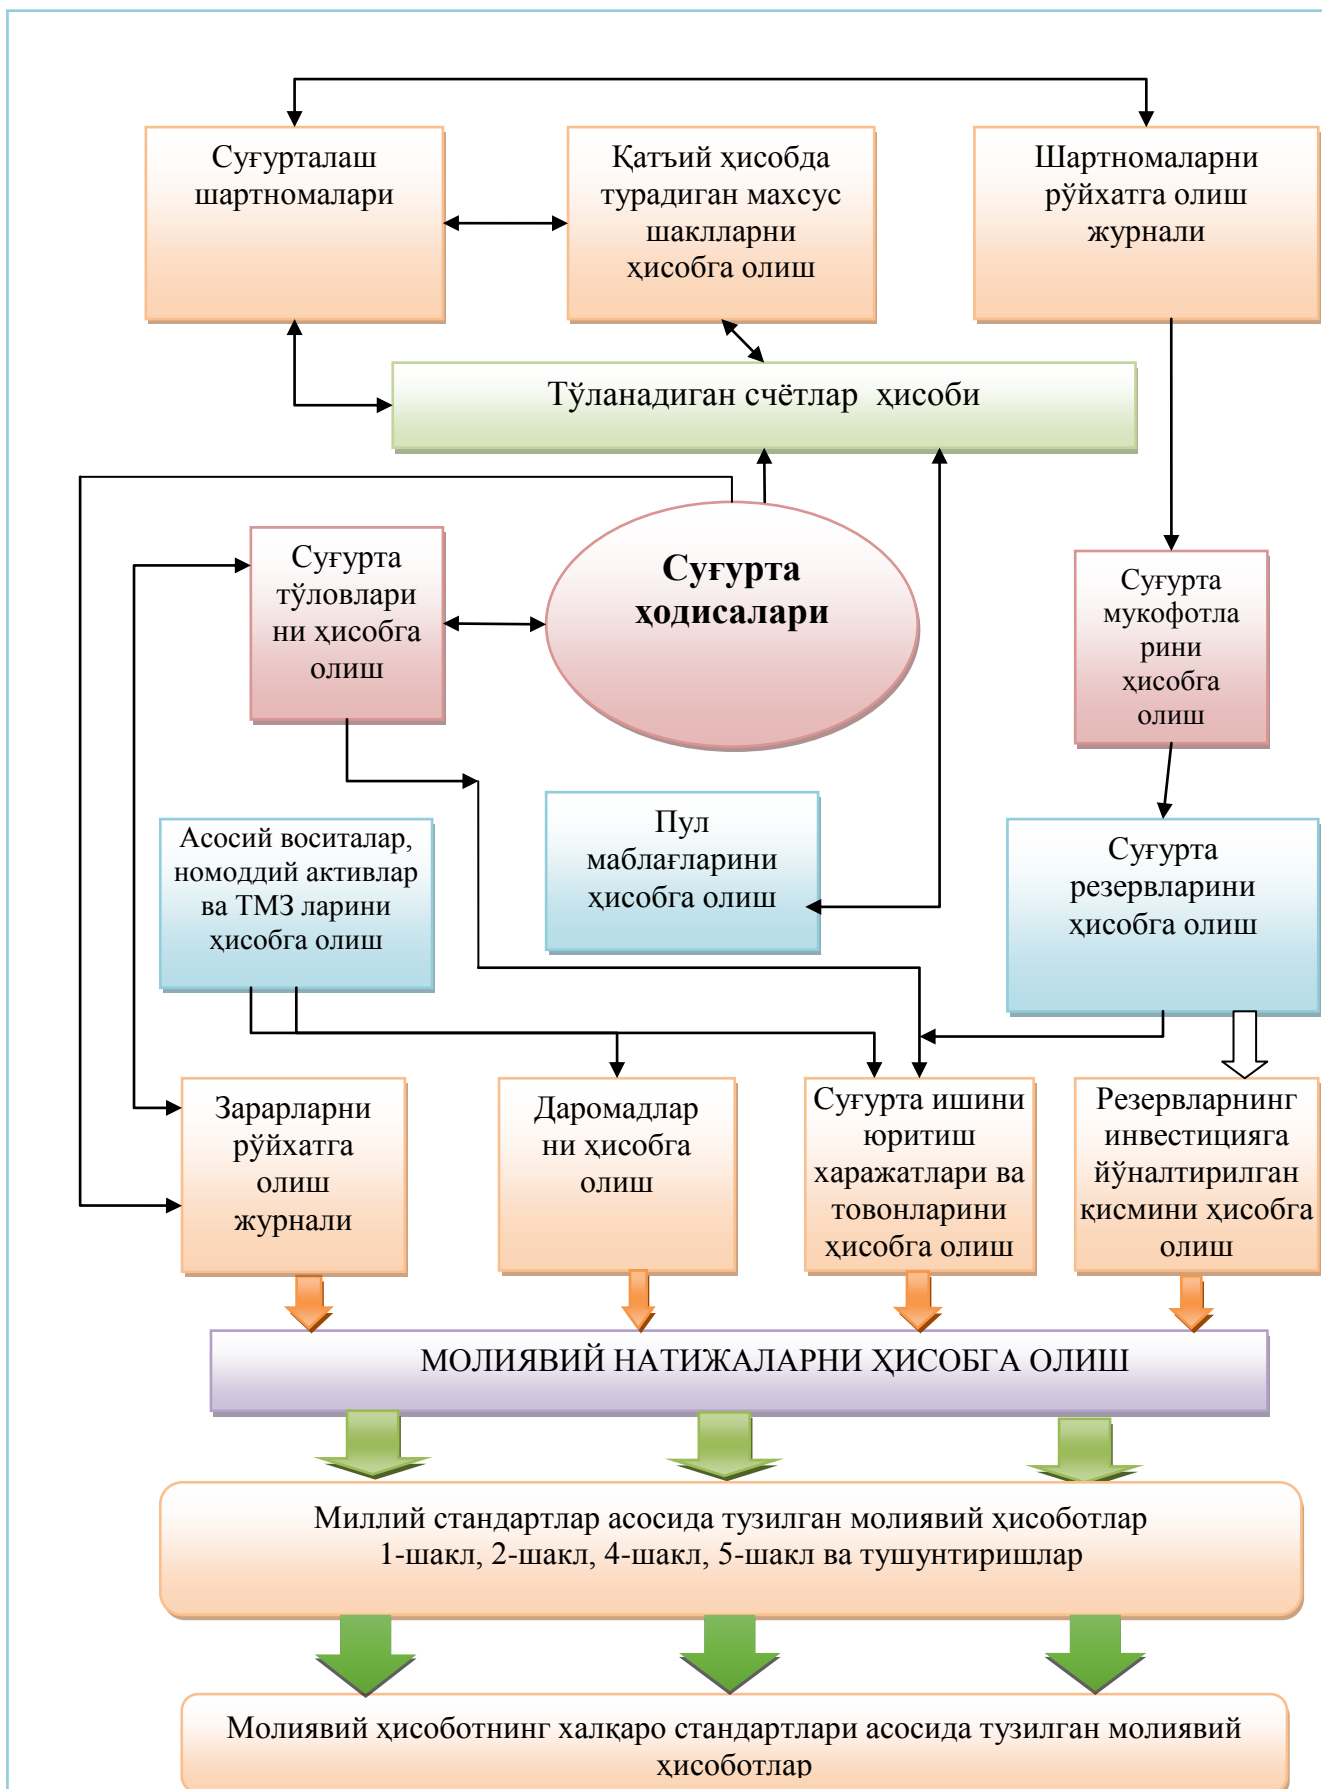 Суғурталаш
шартномалари
Қатъий ҳисобда
турадиган махсус
шаклларни
ҳисобга олиш
Шартномаларни
рўйхатга олиш
журнали
Тўланадиган счётлар ҳисоби
Суғурта
тўловлари
ни ҳисобга
олиш
Суғурта
ҳодисалари
Суғурта
мукофотла
рини
ҳисобга
олиш
Асосий воситалар,
номоддий активлар
ва ТМЗ ларини
ҳисобга олиш
Пул
маблағларини
ҳисобга олиш
Суғурта
резервларини
ҳисобга олиш
Зарарларни
рўйхатга
олиш
журнали
Даромадлар
ни ҳисобга
олиш
Суғурта ишини
юритиш
харажатлари ва
товонларини
ҳисобга олиш
Резервларнинг
инвестицияга
йўналтирилган
қисмини ҳисобга
олиш
МОЛИЯВИЙ НАТИЖАЛАРНИ ҲИСОБГА ОЛИШ
Миллий стандартлар асосида тузилган молиявий ҳисоботлар
1-шакл, 2-шакл, 4-шакл, 5-шакл ва тушунтиришлар
Молиявий ҳисоботнинг халқаро стандартлари асосида тузилган молиявий
ҳисоботлар